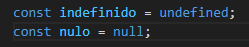 const indefinido = undefined;
const nulo = null;